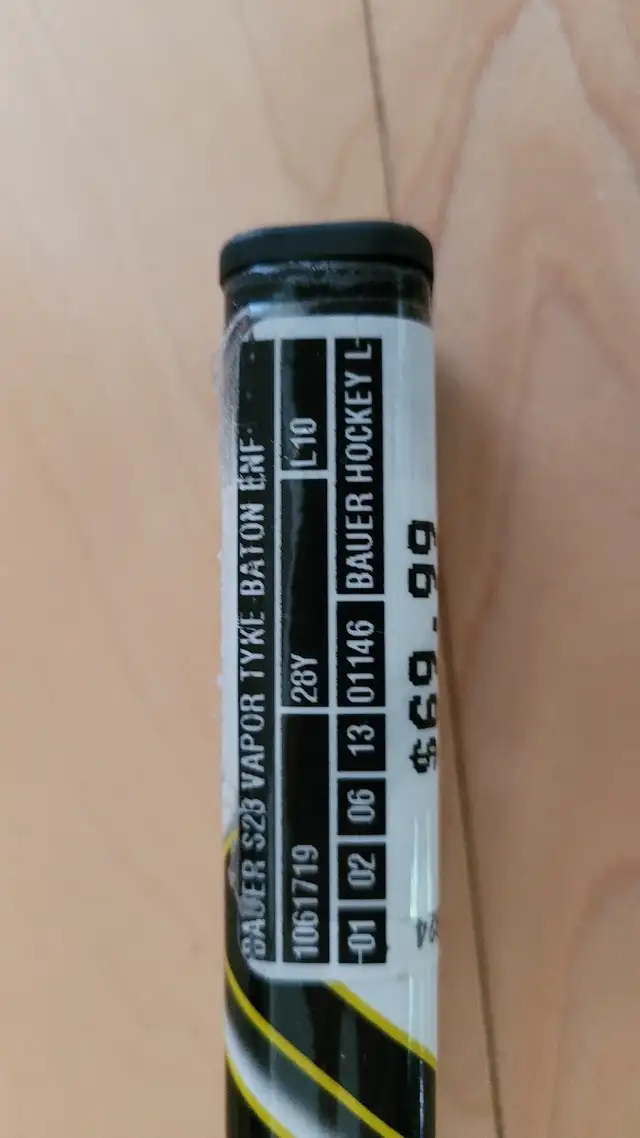 BAUER S23 VAPOR TYKE BATON ENF
1061719 28Y L10
01 02 06 13 01146 BAUER HOCKEY L
$69.99